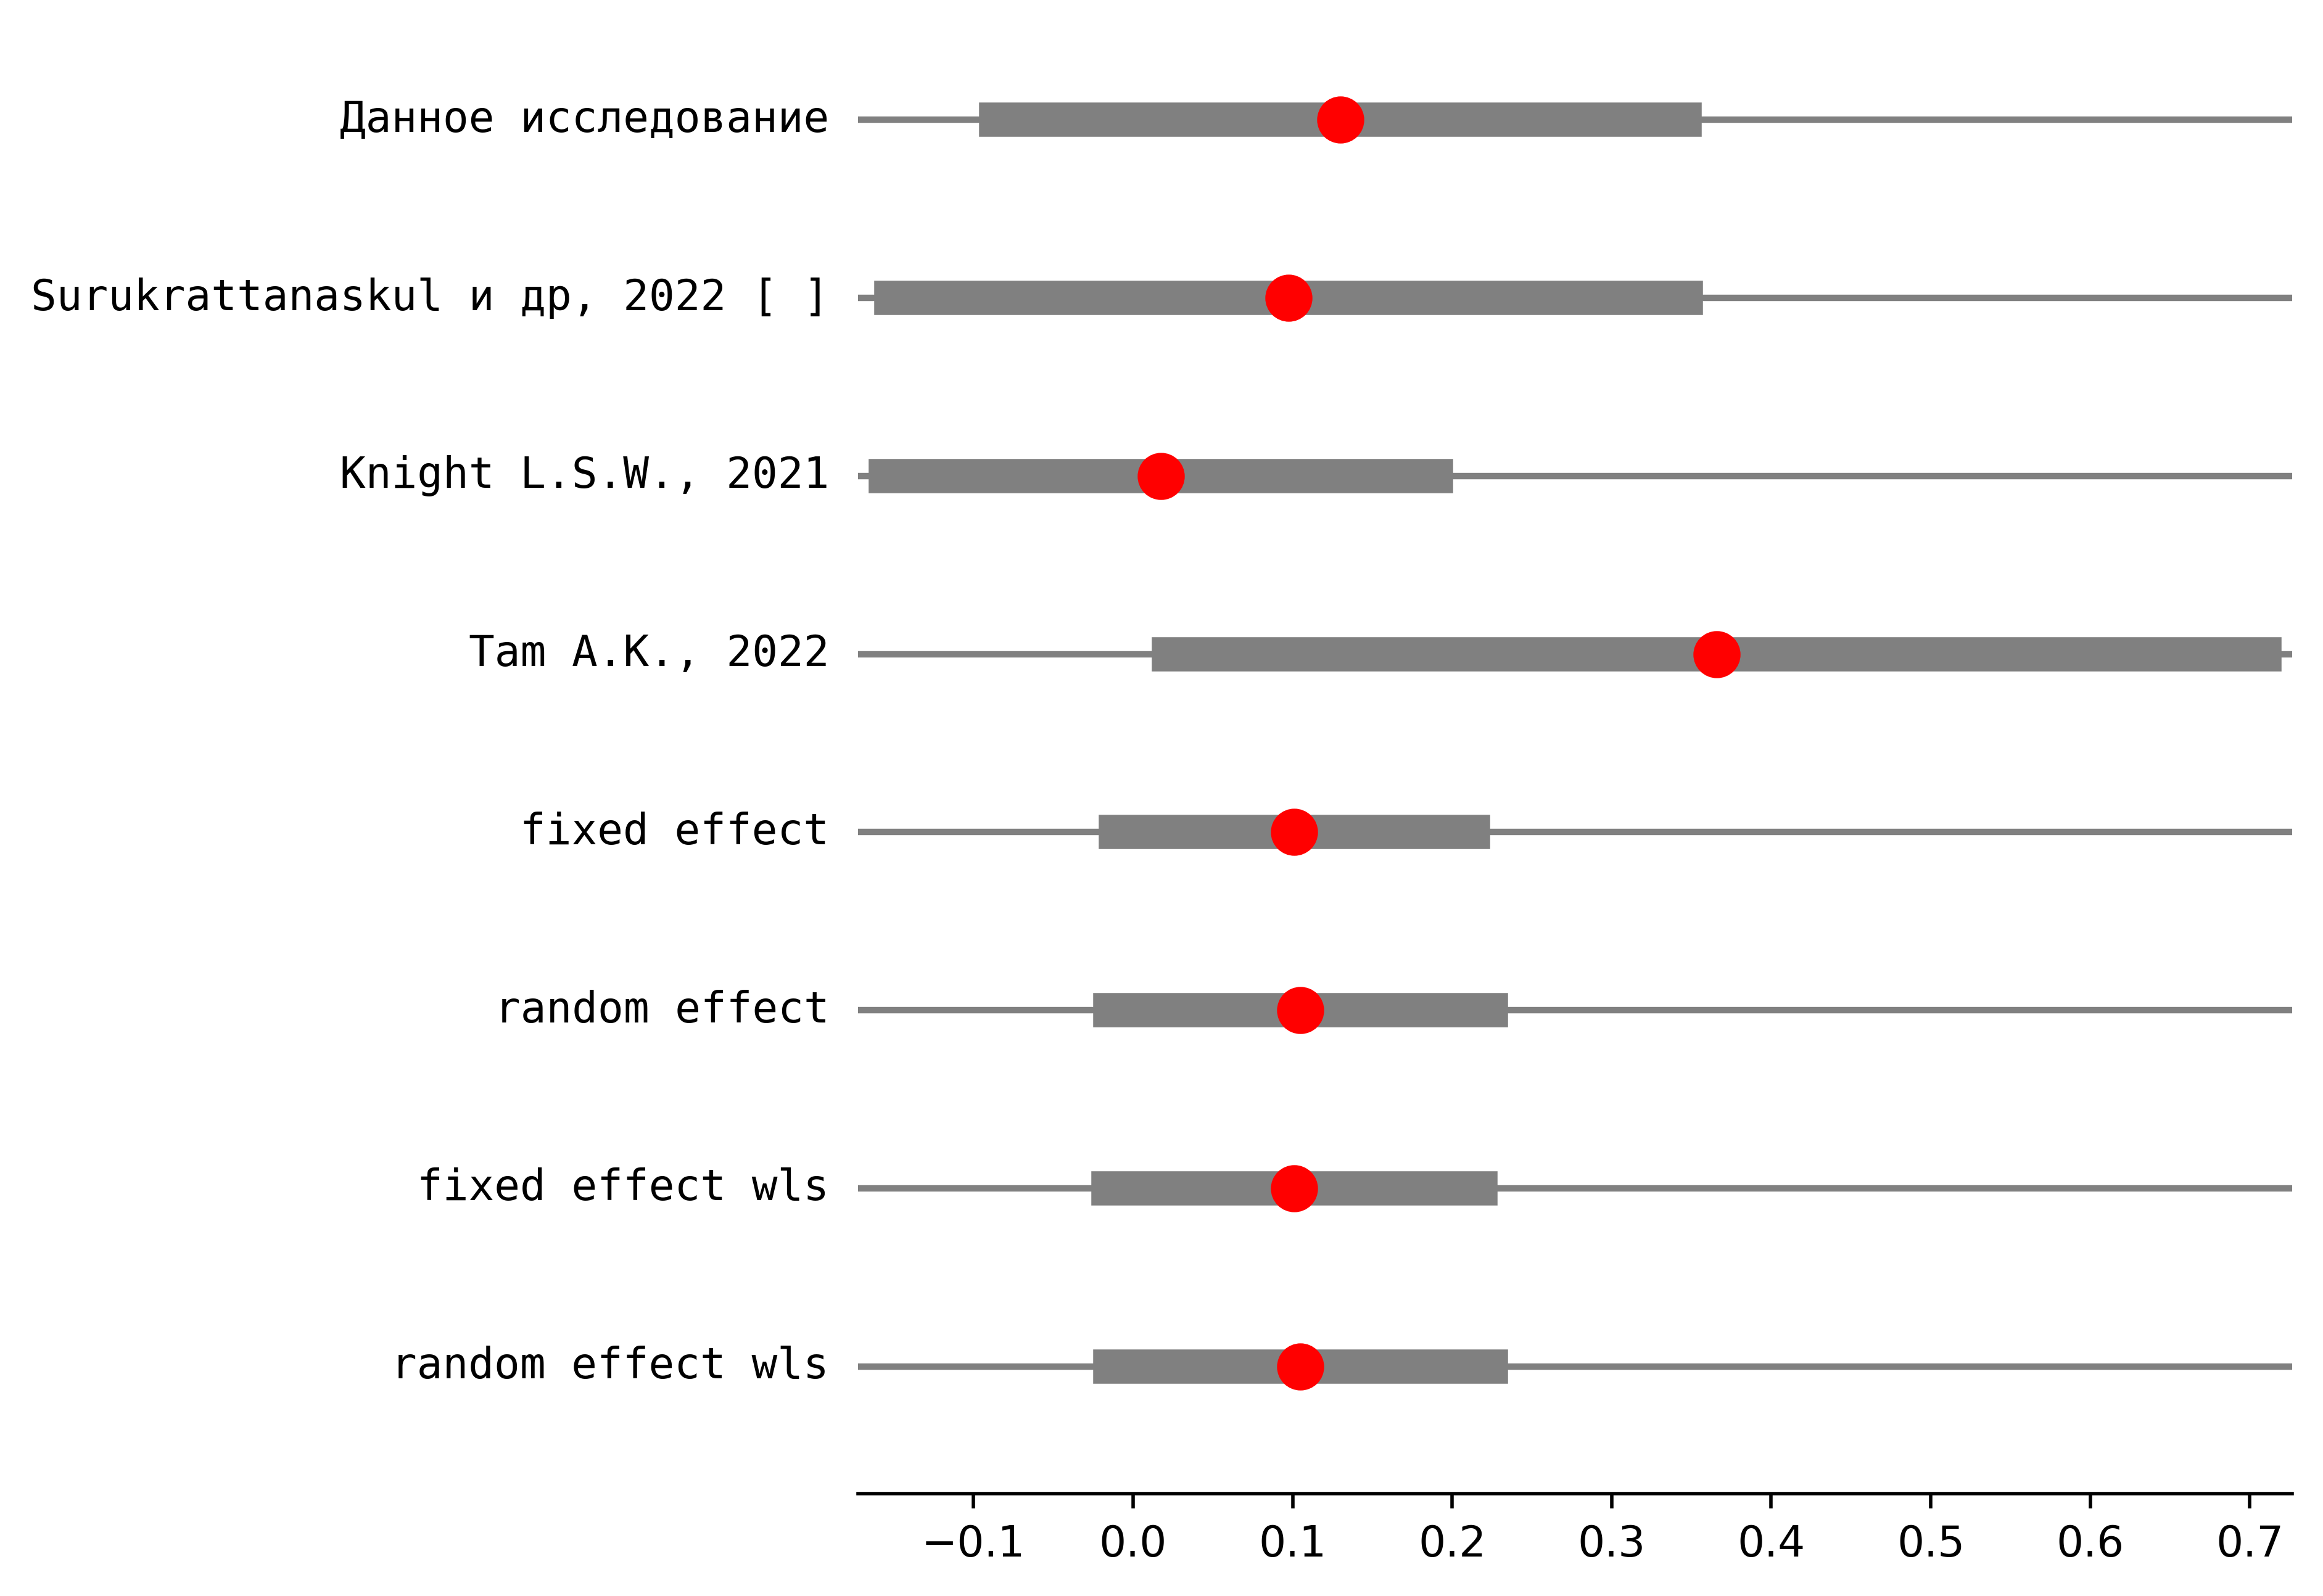 Данное исследование
Surukrattanaskul и др, 2022 [ ]
Knight L.S.W., 2021
Tam A.K., 2022
fixed effect
random effect
fixed effect wls
random effect wls
−0.1 0.0 0.1 0.2 0.3 0.4 0.5 0.6 0.7